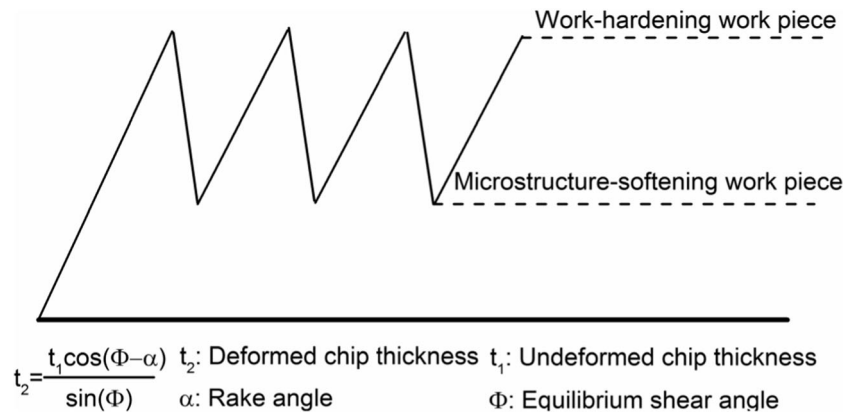 Work-hardening work piece
Microstructure-softening work piece
t₂=t₁cos(Φ−α)/sin(Φ) t₂: Deformed chip thickness t₁: Undeformed chip thickness
α: Rake angle Φ: Equilibrium shear angle